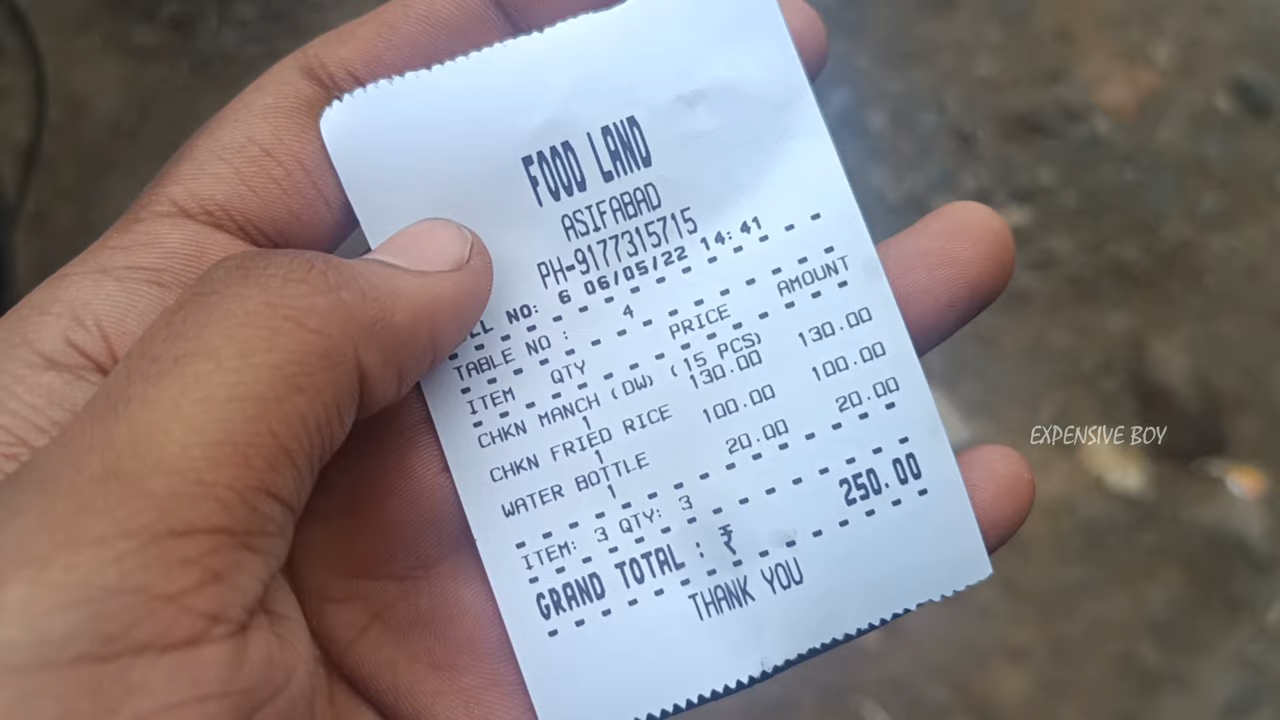 FOOD LAND
ASIFABAD
PH-9177315715
NO: 6 06/05/22 14:41
TABLE NO : 4
ITEM QTY PRICE AMOUNT
CHKN MANCH (DW) (15 PCS)
1 130.00 130.00
CHKN FRIED RICE
1 100.00 100.00
WATER BOTTLE
1 20.00 20.00
ITEM: 3 QTY: 3
GRAND TOTAL : ₹ 250.00
THANK YOU
EXPENSIVE BOY